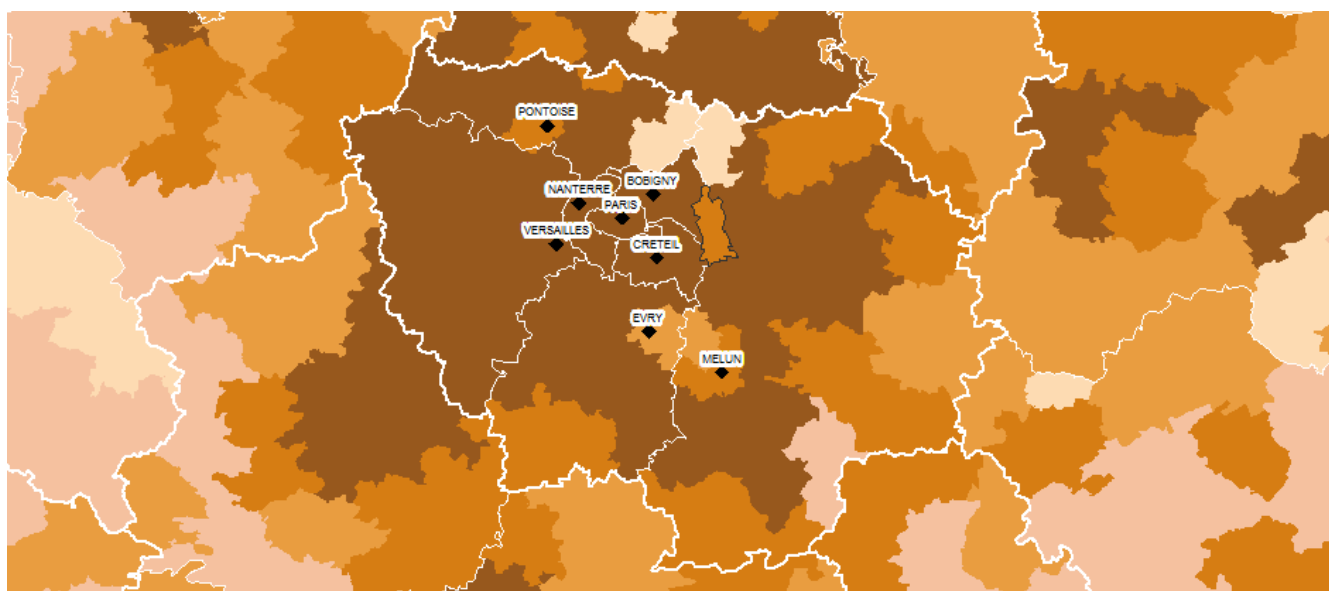 PONTOISE
BOBIGNY
NANTERRE
PARIS
VERSAILLES
CRETEIL
EVRY
MELUN